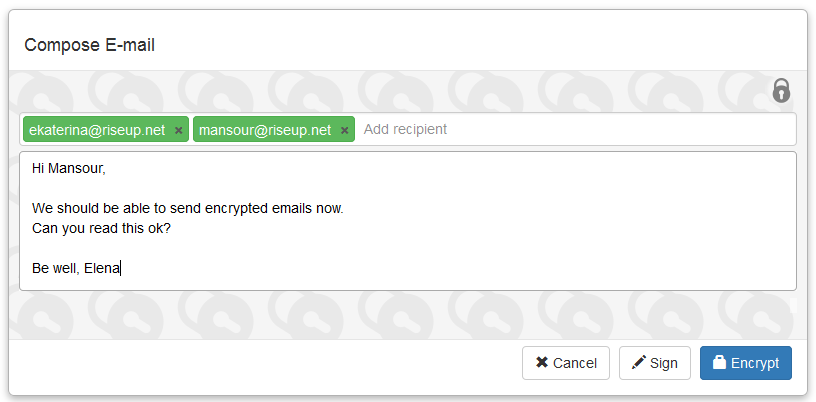 Compose E-mail
ekaterina@riseup.net × mansour@riseup.net × Add recipient
Hi Mansour,
We should be able to send encrypted emails now.
Can you read this ok?
Be well, Elena
Cancel Sign Encrypt